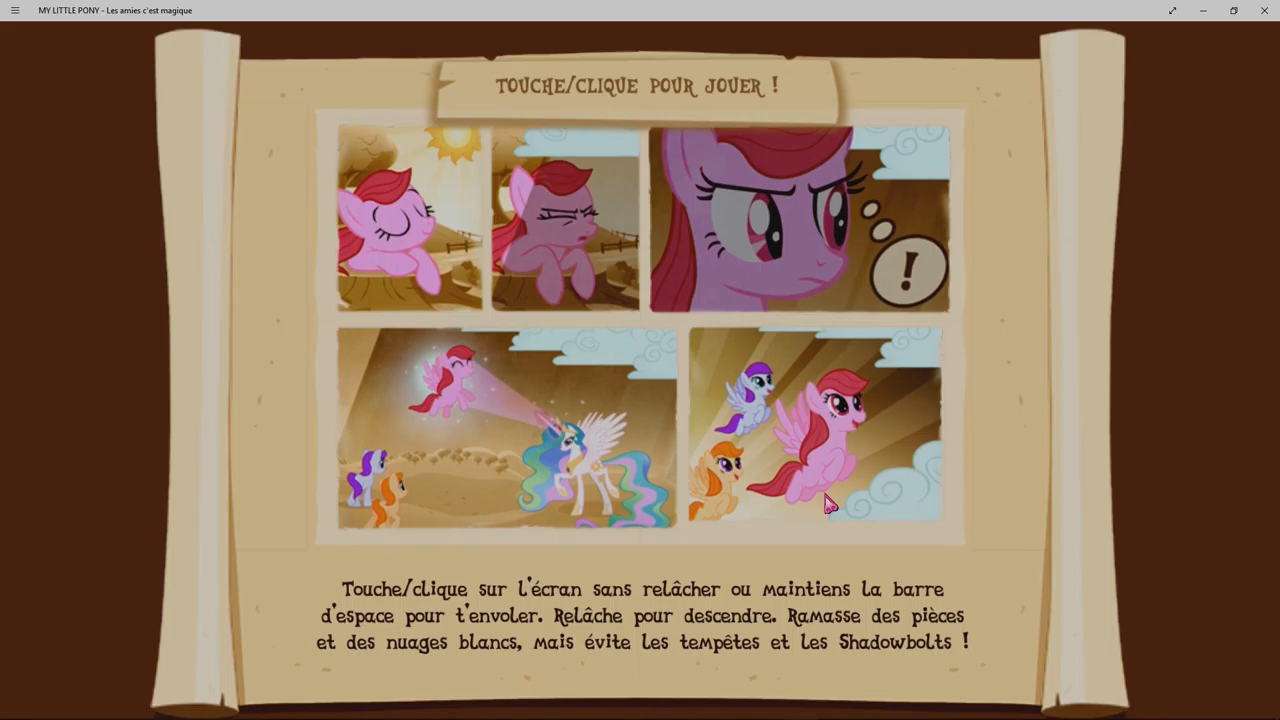 MY LITTLE PONY - Les amies c'est magique
TOUCHE/CLIQUE POUR JOUER !
!
Touche/clique sur l'écran sans relâcher ou maintiens la barre
d'espace pour t'envoler. Relâche pour descendre. Ramasse des pièces
et des nuages blancs, mais évite les tempêtes et les Shadowbolts !